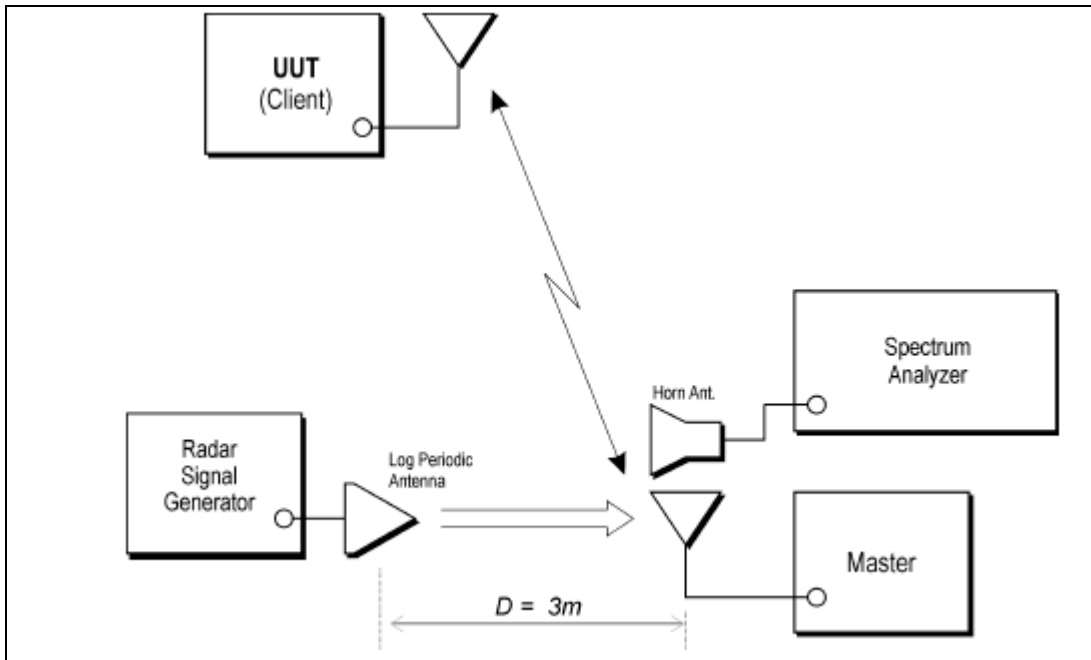 UUT
(Client)
Spectrum
Analyzer
Horn Ant.
Radar
Signal
Generator
Log Periodic
Antenna
Master
D = 3m